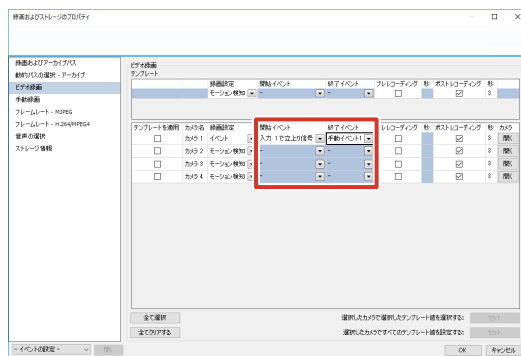 録画およびストレージのプロパティ
録画およびアーカイブパス
動的パスの選択 - アーカイブ
ビデオ録画
手動録画
フレームレート - MJPEG
フレームレート - H.264/MPEG4
音声の選択
ストレージ情報
ビデオ録画
テンプレート
録画設定 開始イベント 終了イベント プレレコーディング 秒 ポストレコーディング 秒
モーション検知 - - 3
テンプレートを適用 カメラ名 録画設定 開始イベント 終了イベント レレコーディング 秒 ポストレコーディング 秒 カメラ
カメラ 1 イベント 入力 1で立上り信号 手動イベント1 3 開く
カメラ 2 モーション検知 - - 3 開く
カメラ 3 モーション検知 - - 3 開く
カメラ 4 モーション検知 - - 3 開く
全て選択 選択したカメラで選択したテンプレート値を選択する: セット
全てクリアする 選択したカメラですべてのテンプレート値を設定する: セット
- イベントの設定 - 開く OK キャンセル